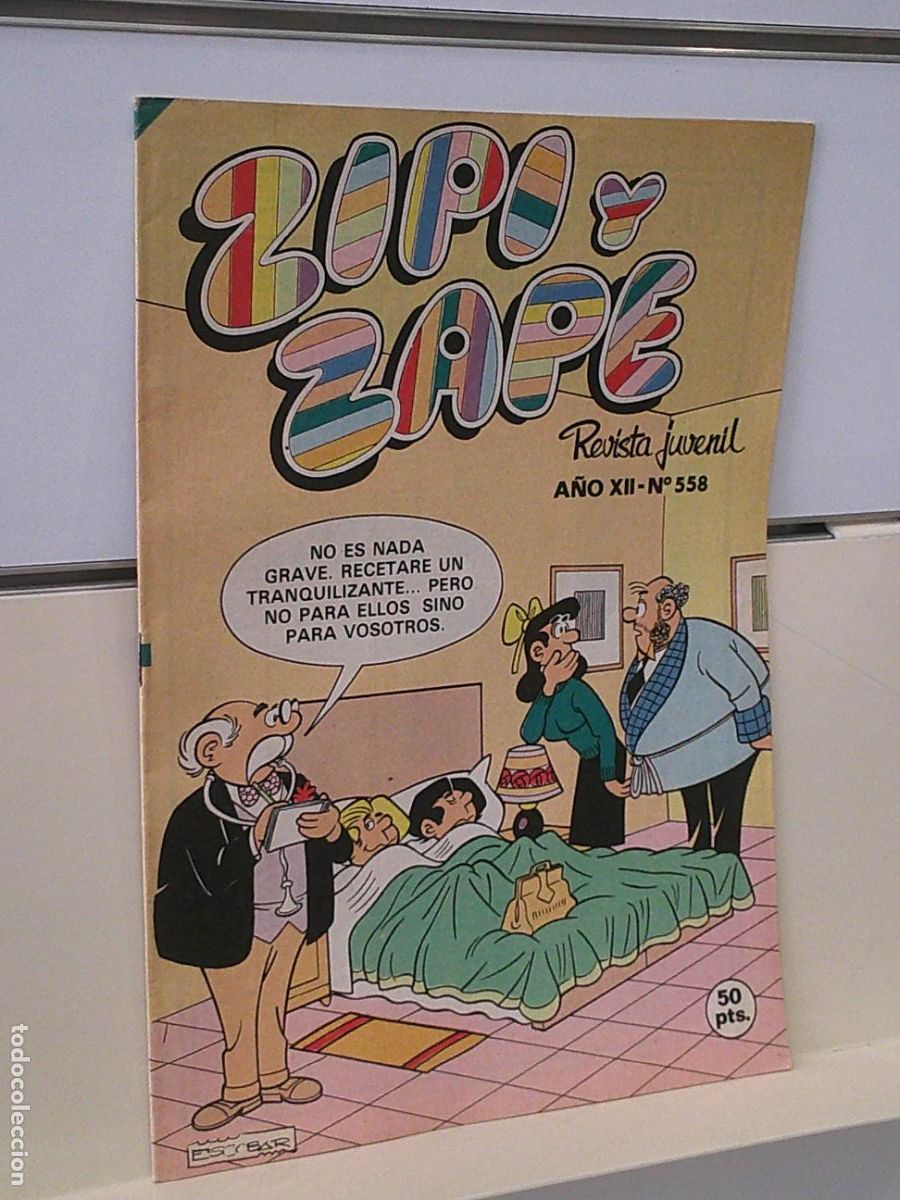 ZIPI Y
ZAPE
Revista juvenil
AÑO XII-Nº 558
NO ES NADA
GRAVE. RECETARE UN
TRANQUILIZANTE... PERO
NO PARA ELLOS SINO
PARA VOSOTROS.
50
pts.
ESCOBAR
todocoleccion